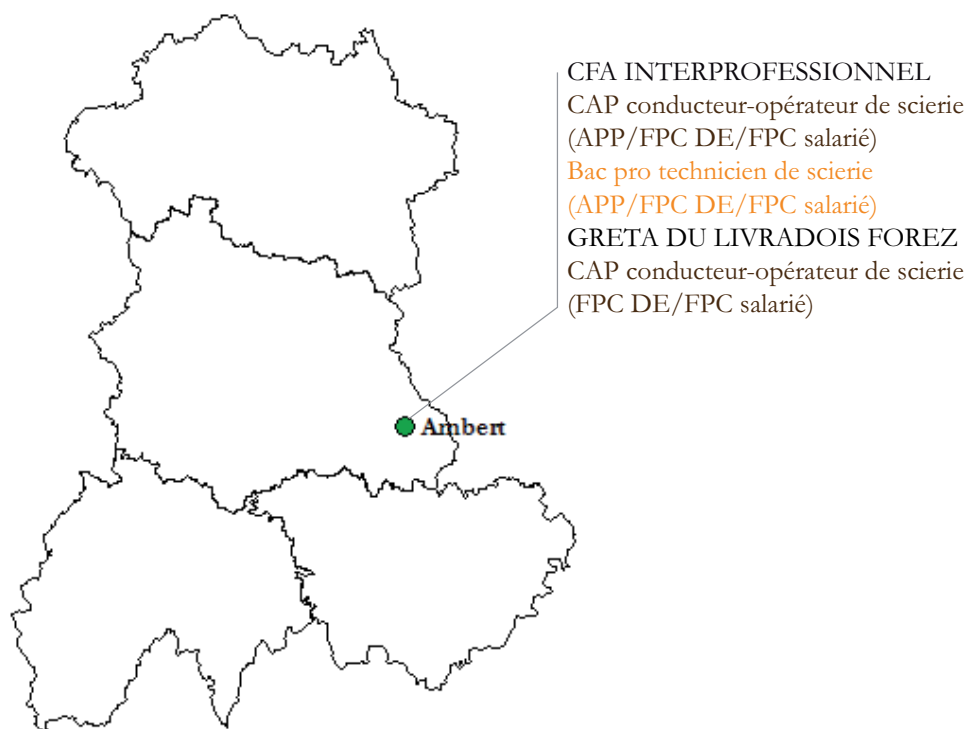 CFA INTERPROFESSIONNEL
CAP conducteur-opérateur de scierie
(APP/FPC DE/FPC salarié)
Bac pro technicien de scierie
(APP/FPC DE/FPC salarié)
GRETA DU LIVRADOIS FOREZ
CAP conducteur-opérateur de scierie
(FPC DE/FPC salarié)
Ambert